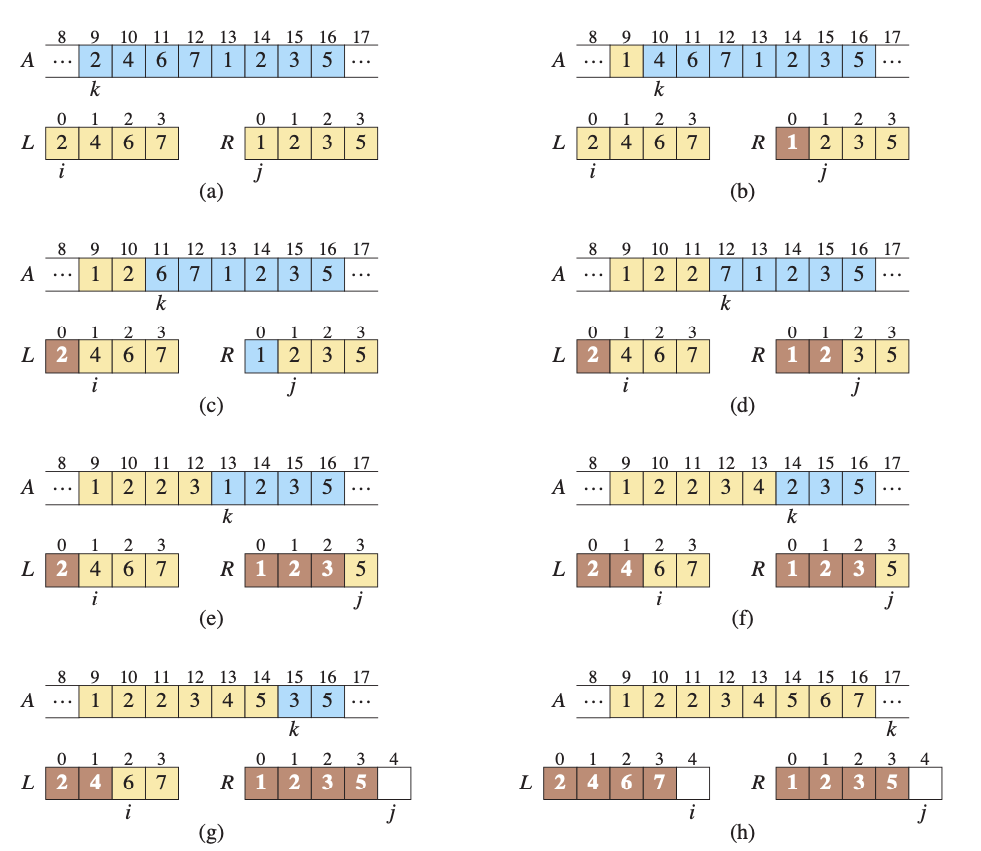 8 9 10 11 12 13 14 15 16 17
A ⋯ 2 4 6 7 1 2 3 5 ⋯
k
0 1 2 3 0 1 2 3
L 2 4 6 7 R 1 2 3 5
i j
(a)
8 9 10 11 12 13 14 15 16 17
A ⋯ 1 4 6 7 1 2 3 5 ⋯
k
0 1 2 3 0 1 2 3
L 2 4 6 7 R 1 2 3 5
i j
(b)
8 9 10 11 12 13 14 15 16 17
A ⋯ 1 2 6 7 1 2 3 5 ⋯
k
0 1 2 3 0 1 2 3
L 2 4 6 7 R 1 2 3 5
i j
(c)
8 9 10 11 12 13 14 15 16 17
A ⋯ 1 2 2 7 1 2 3 5 ⋯
k
0 1 2 3 0 1 2 3
L 2 4 6 7 R 1 2 3 5
i j
(d)
8 9 10 11 12 13 14 15 16 17
A ⋯ 1 2 2 3 1 2 3 5 ⋯
k
0 1 2 3 0 1 2 3
L 2 4 6 7 R 1 2 3 5
i j
(e)
8 9 10 11 12 13 14 15 16 17
A ⋯ 1 2 2 3 4 2 3 5 ⋯
k
0 1 2 3 0 1 2 3
L 2 4 6 7 R 1 2 3 5
i j
(f)
8 9 10 11 12 13 14 15 16 17
A ⋯ 1 2 2 3 4 5 3 5 ⋯
k
0 1 2 3 0 1 2 3 4
L 2 4 6 7 R 1 2 3 5
i j
(g)
8 9 10 11 12 13 14 15 16 17
A ⋯ 1 2 2 3 4 5 6 7 ⋯
k
0 1 2 3 4 0 1 2 3 4
L 2 4 6 7 R 1 2 3 5
i j
(h)